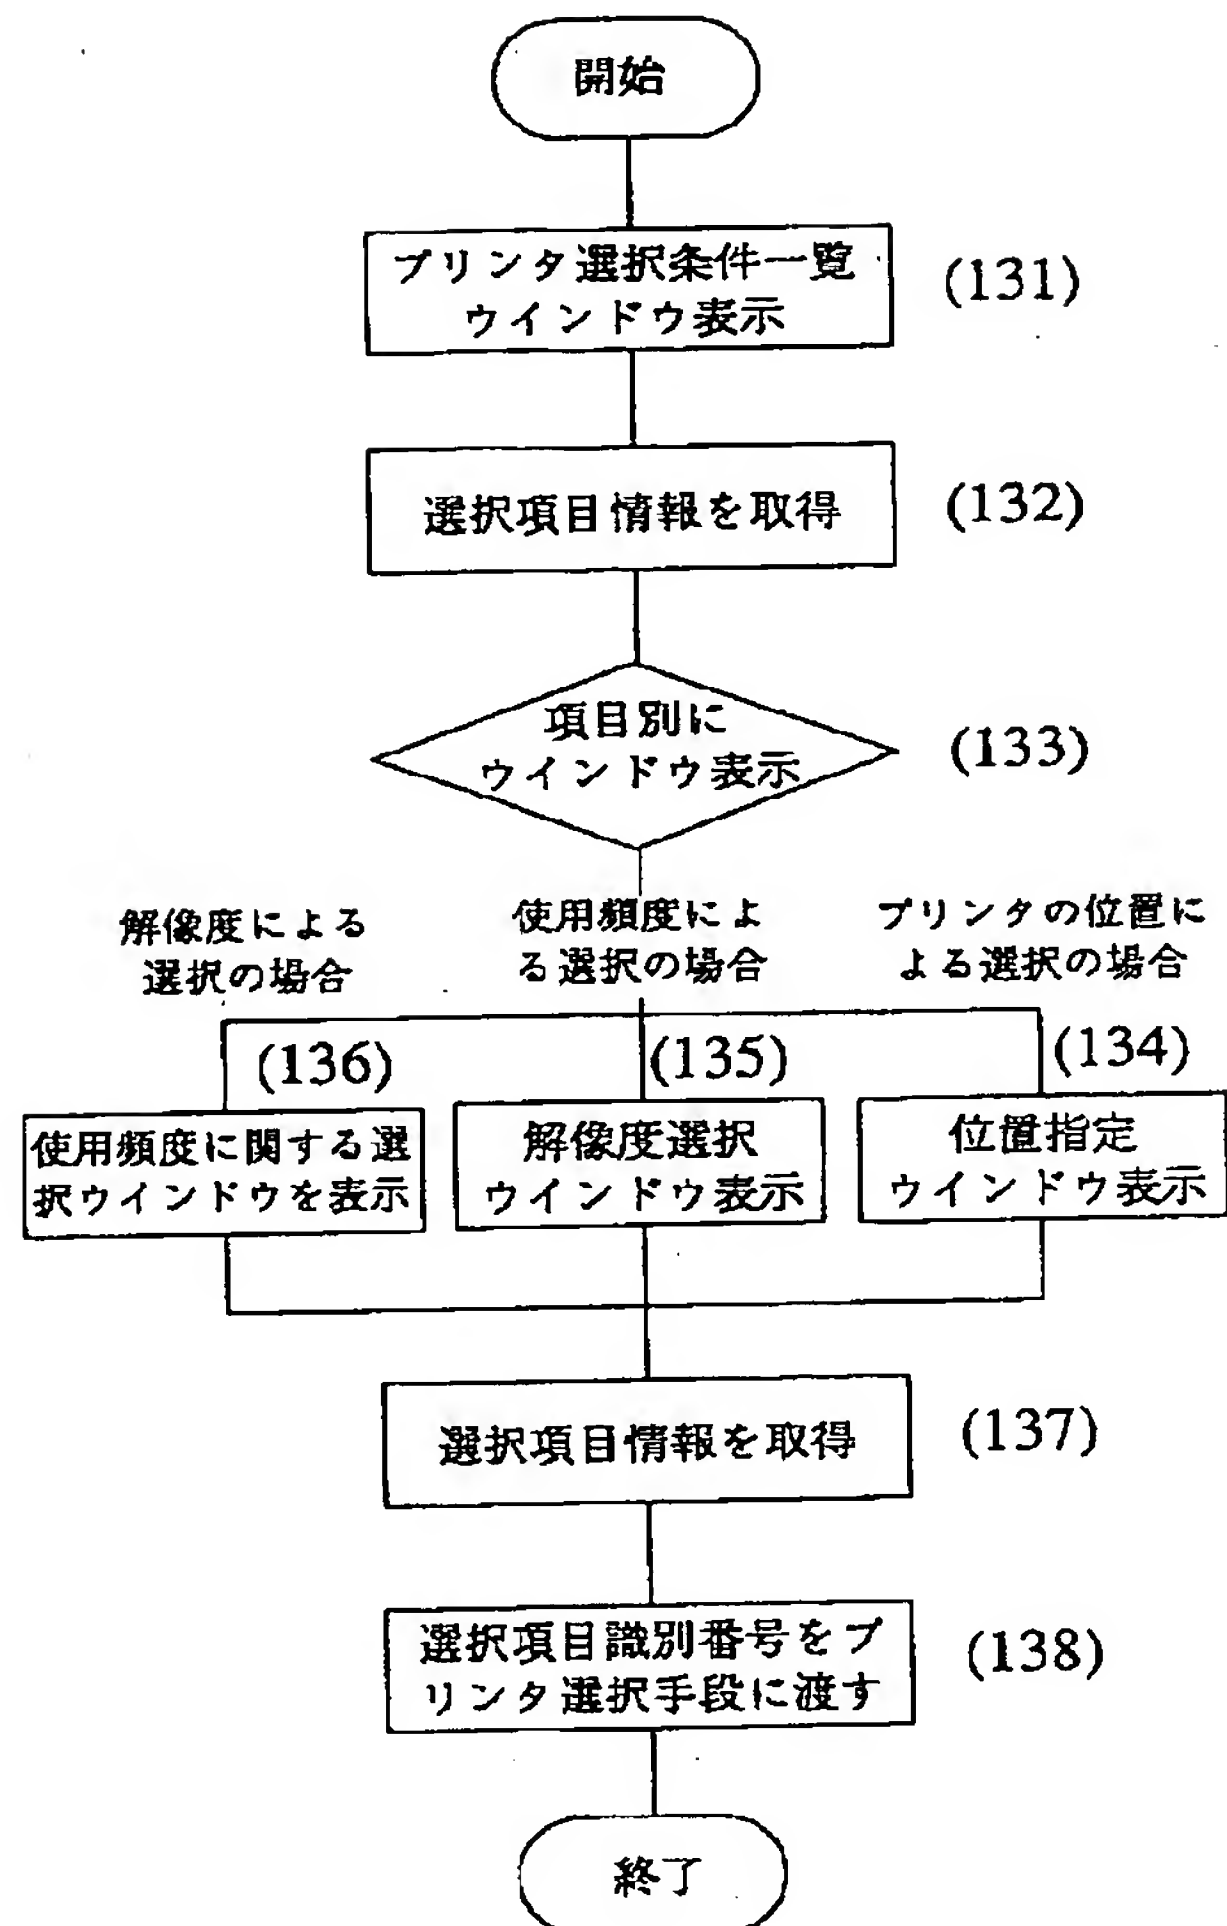 開始
プリンタ選択条件一覧
ウインドウ表示
(131)
選択項目情報を取得
(132)
項目別に
ウインドウ表示
(133)
解像度による
選択の場合
使用頻度によ
る選択の場合
プリンタの位置に
よる選択の場合
(136)
(135)
(134)
使用頻度に関する選
択ウインドウを表示
解像度選択
ウインドウ表示
位置指定
ウインドウ表示
選択項目情報を取得
(137)
選択項目識別番号をプ
リンタ選択手段に渡す
(138)
終了